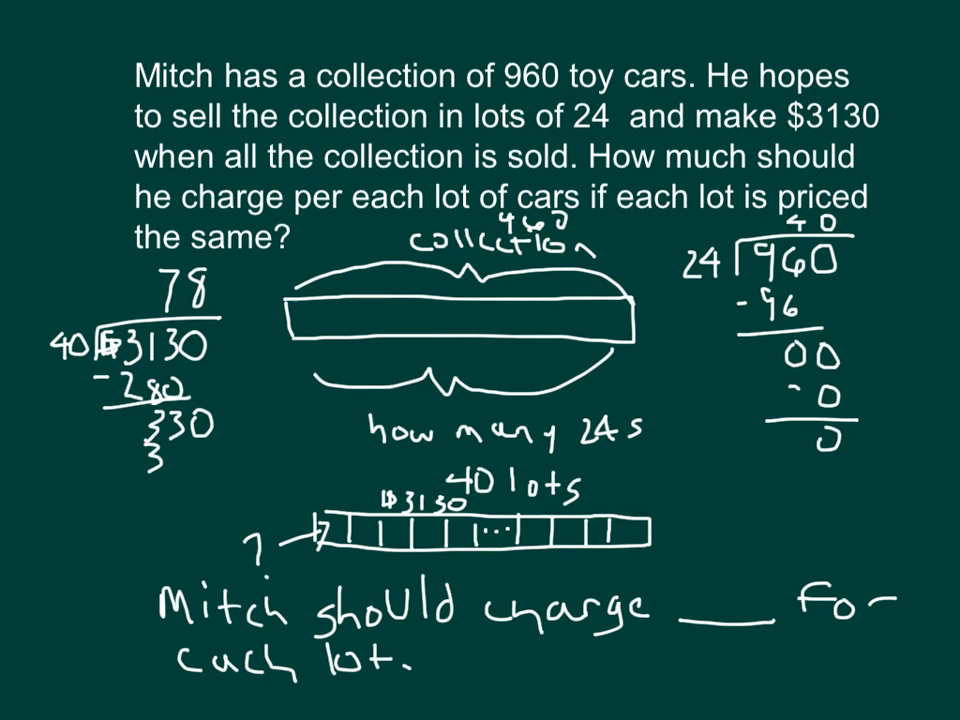 Mitch has a collection of 960 toy cars. He hopes
to sell the collection in lots of 24 and make $3130
when all the collection is sold. How much should
he charge per each lot of cars if each lot is priced
the same?
960
collection
40
24 960
- 96
00
- 0
0
78
40 $3130
- 280
330
3
how many 24s
40 lots
$3130
?
Mitch should charge ___ for
each lot.